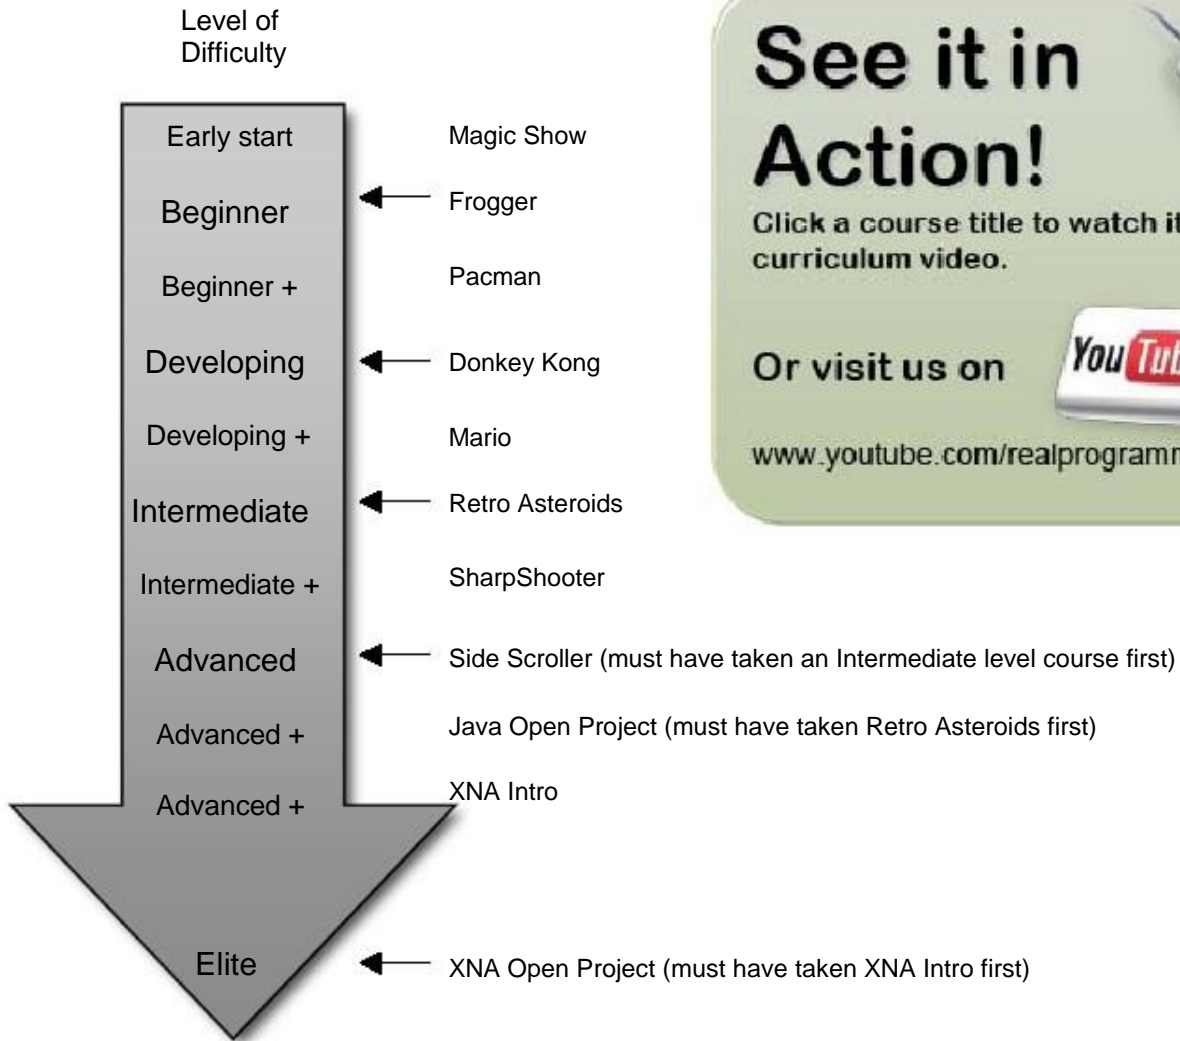 Level of
Difficulty
Early start
Magic Show
Beginner
Frogger
Beginner +
Pacman
Developing
Donkey Kong
Developing +
Mario
Intermediate
Retro Asteroids
Intermediate +
SharpShooter
Advanced
Side Scroller (must have taken an Intermediate level course first)
Advanced +
Java Open Project (must have taken Retro Asteroids first)
Advanced +
XNA Intro
Elite
XNA Open Project (must have taken XNA Intro first)
See it in
Action!
Click a course title to watch
curriculum video.
Or visit us on
You